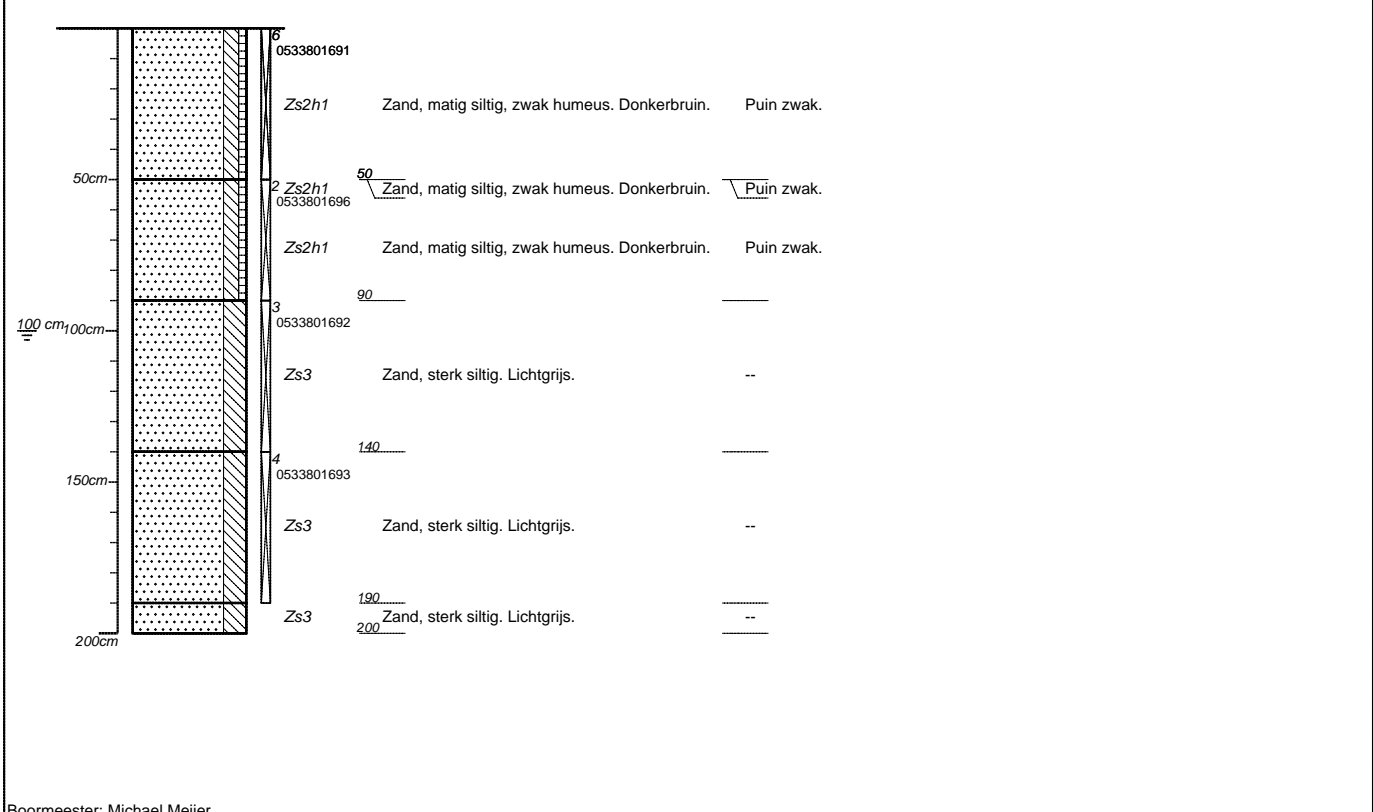 6
0533801691
Zs2h1 Zand, matig siltig, zwak humeus. Donkerbruin. Puin zwak.
50cm 50
2 Zs2h1 Zand, matig siltig, zwak humeus. Donkerbruin. Puin zwak.
0533801696
Zs2h1 Zand, matig siltig, zwak humeus. Donkerbruin. Puin zwak.
90
3
0533801692
100 cm 100cm
Zs3 Zand, sterk siltig. Lichtgrijs. --
140
4
0533801693
150cm
Zs3 Zand, sterk siltig. Lichtgrijs. --
190
Zs3 Zand, sterk siltig. Lichtgrijs. --
200
200cm
Boormeester: Michael Meijer